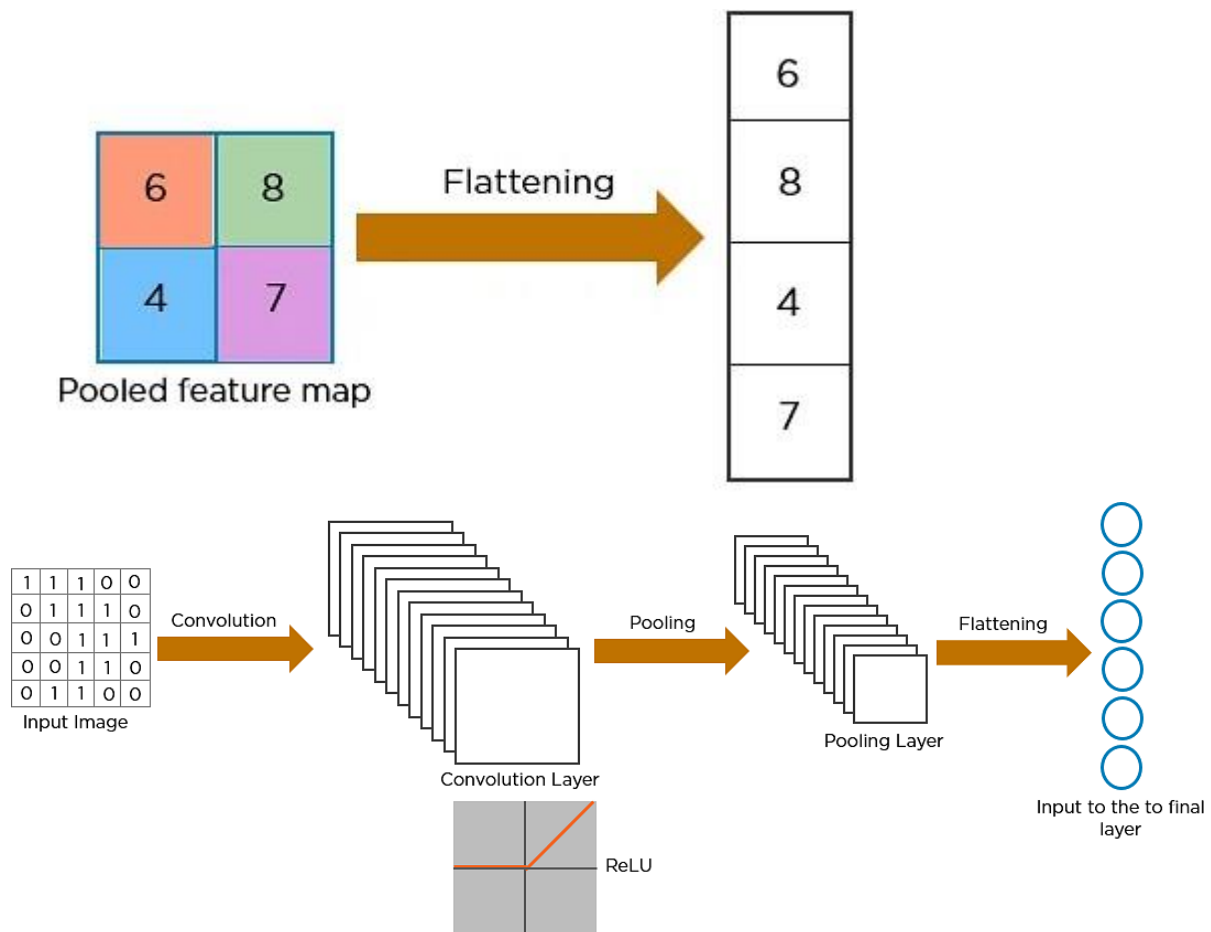 6
8
6 8
Flattening
4 7
4
7
Pooled feature map
1 1 1 0 0
0 1 1 1 0
0 0 1 1 1
0 0 1 1 0
0 1 1 0 0
Input Image
Convolution
Pooling
Flattening
Convolution Layer
Pooling Layer
Input to the to final
layer
ReLU